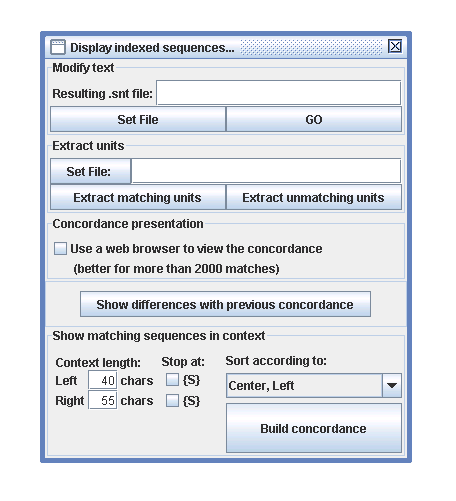 Display indexed sequences...
Modify text
Resulting .snt file:
Set File GO
Extract units
Set File:
Extract matching units Extract unmatching units
Concordance presentation
Use a web browser to view the concordance
(better for more than 2000 matches)
Show differences with previous concordance
Show matching sequences in context
Context length: Stop at: Sort according to:
Left 40 chars {S} Center, Left
Right 55 chars {S}
Build concordance